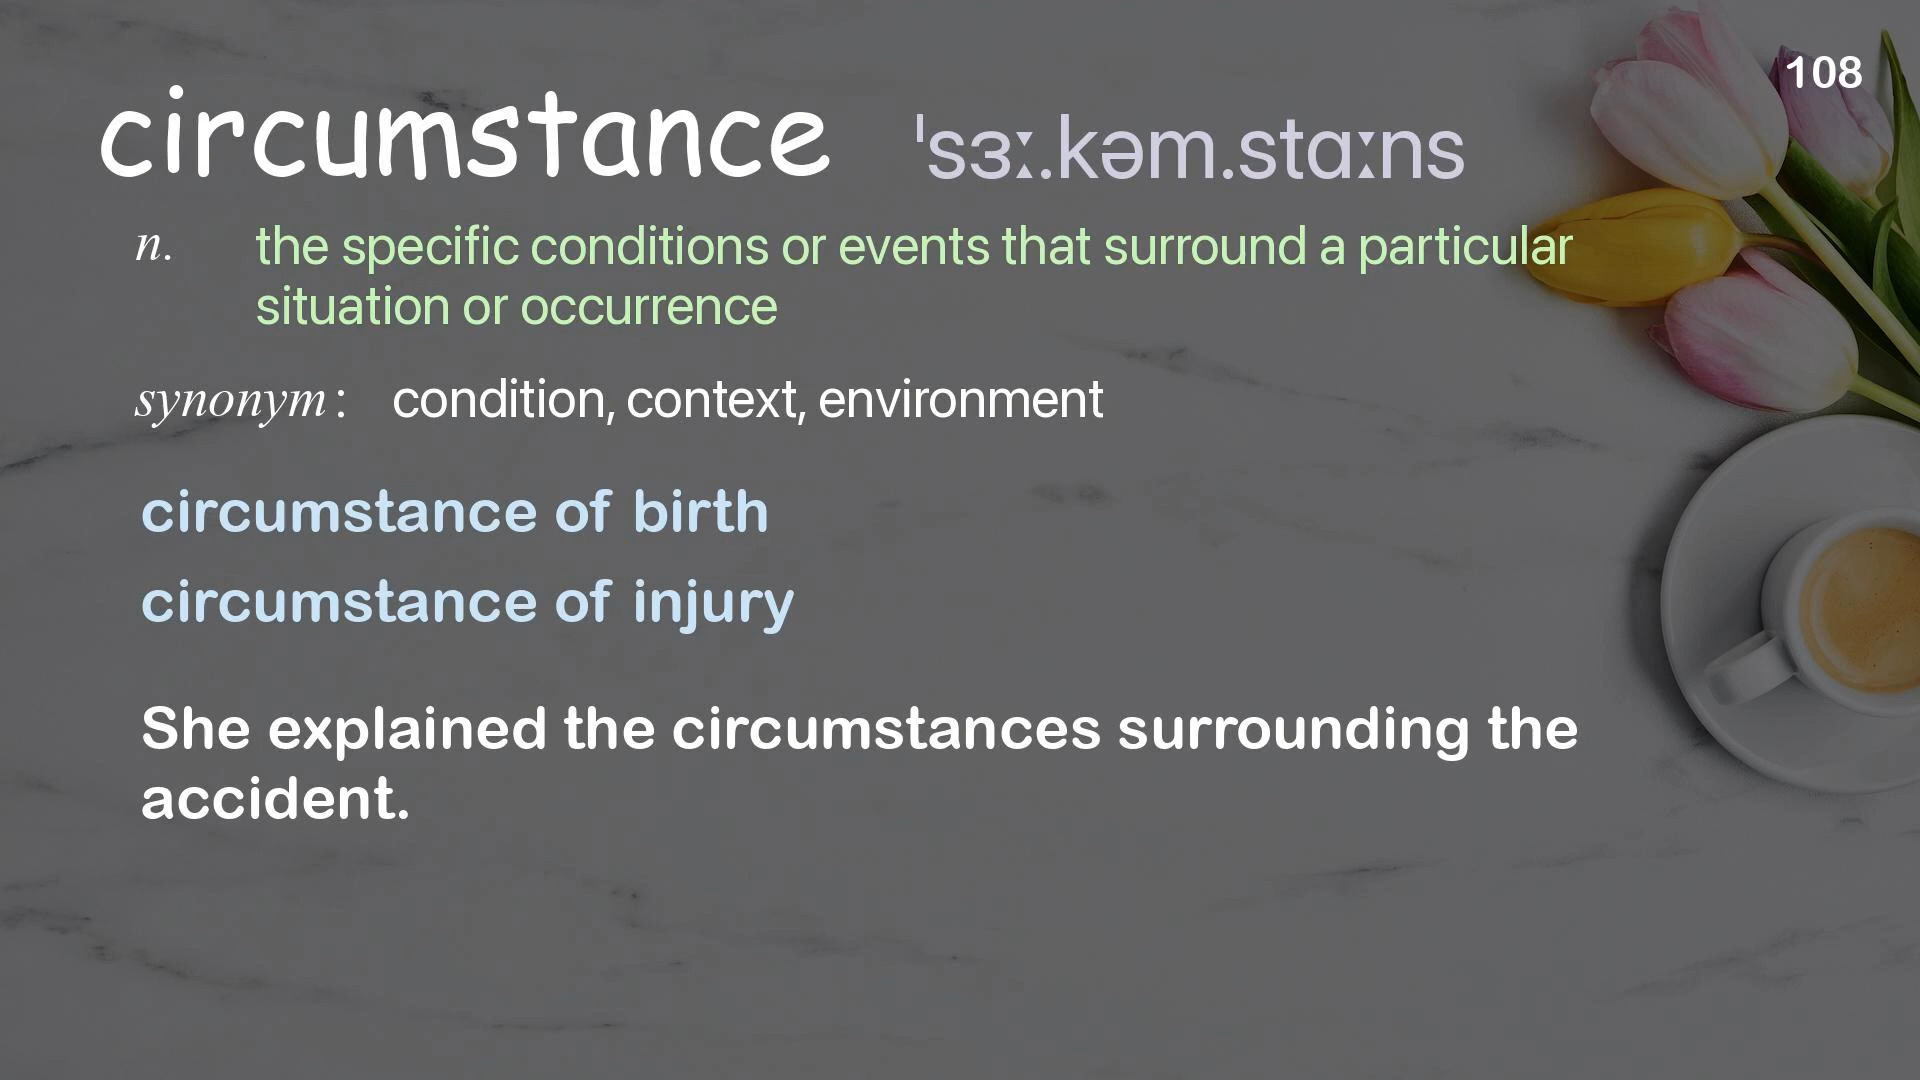 108
circumstance ˈsɜː.kəm.stɑːns
n. the specific conditions or events that surround a particular
situation or occurrence
synonym: condition, context, environment
circumstance of birth
circumstance of injury
She explained the circumstances surrounding the
accident.